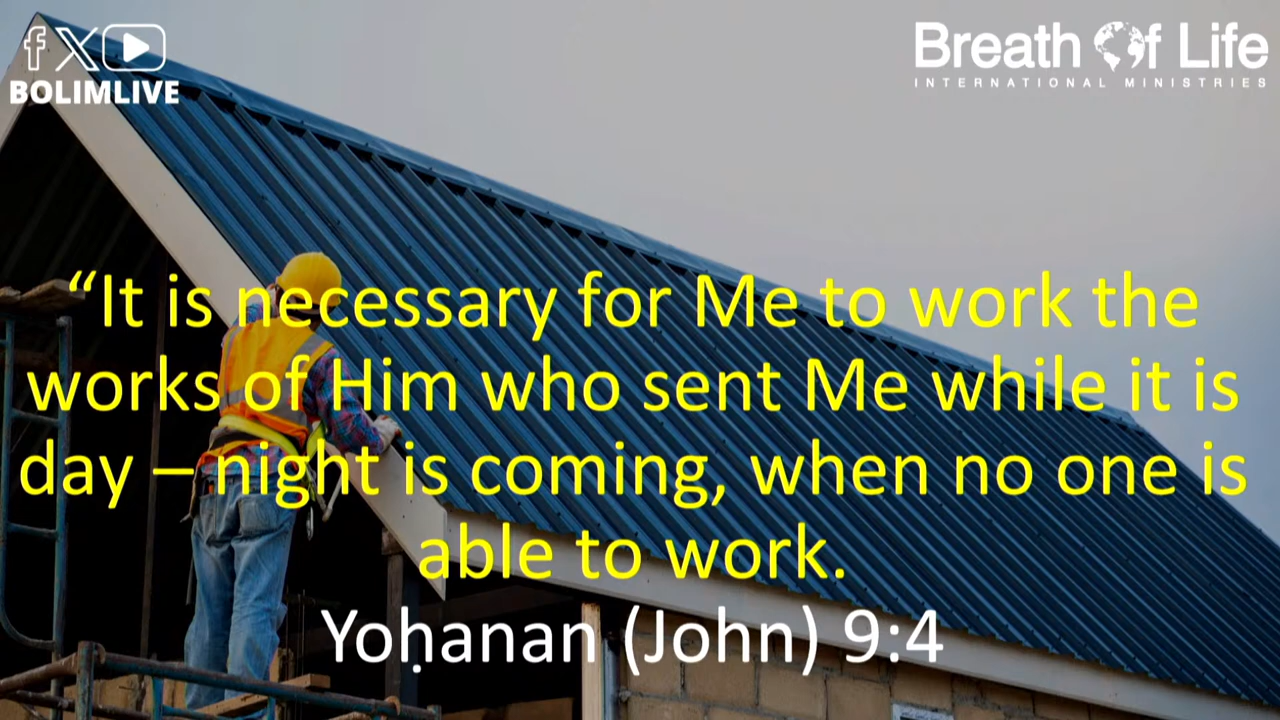 BOLIMLIVE
Breath Of Life
INTERNATIONAL MINISTRIES
“It is necessary for Me to work the
works of Him who sent Me while it is
day – night is coming, when no one is
able to work.
Yoḥanan (John) 9:4